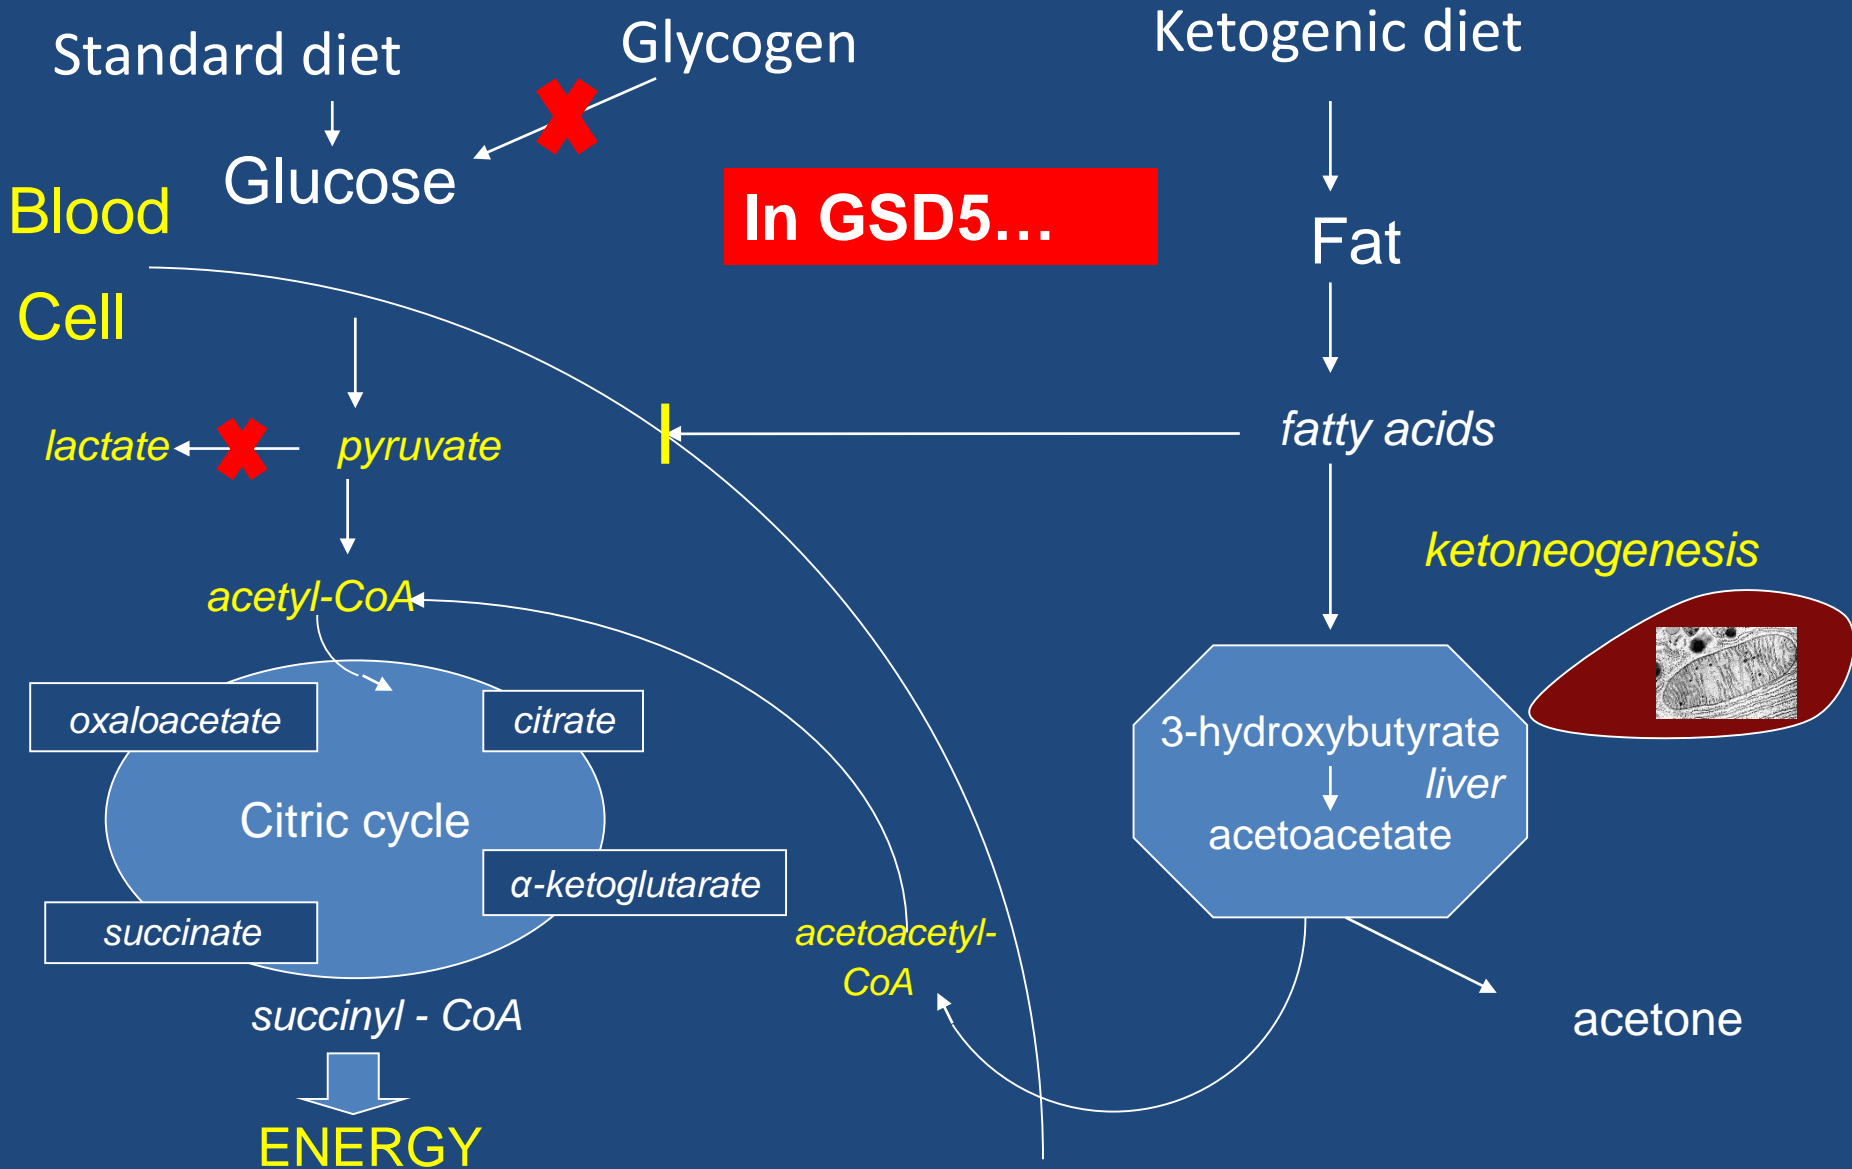 Standard diet
Glycogen
Ketogenic diet
Glucose
Blood
In GSD5…
Fat
Cell
lactate
pyruvate
fatty acids
ketoneogenesis
acetyl-CoA
oxaloacetate
citrate
3-hydroxybutyrate
liver
Citric cycle
acetoacetate
α-ketoglutarate
succinate
acetoacetyl-
CoA
succinyl - CoA
acetone
ENERGY